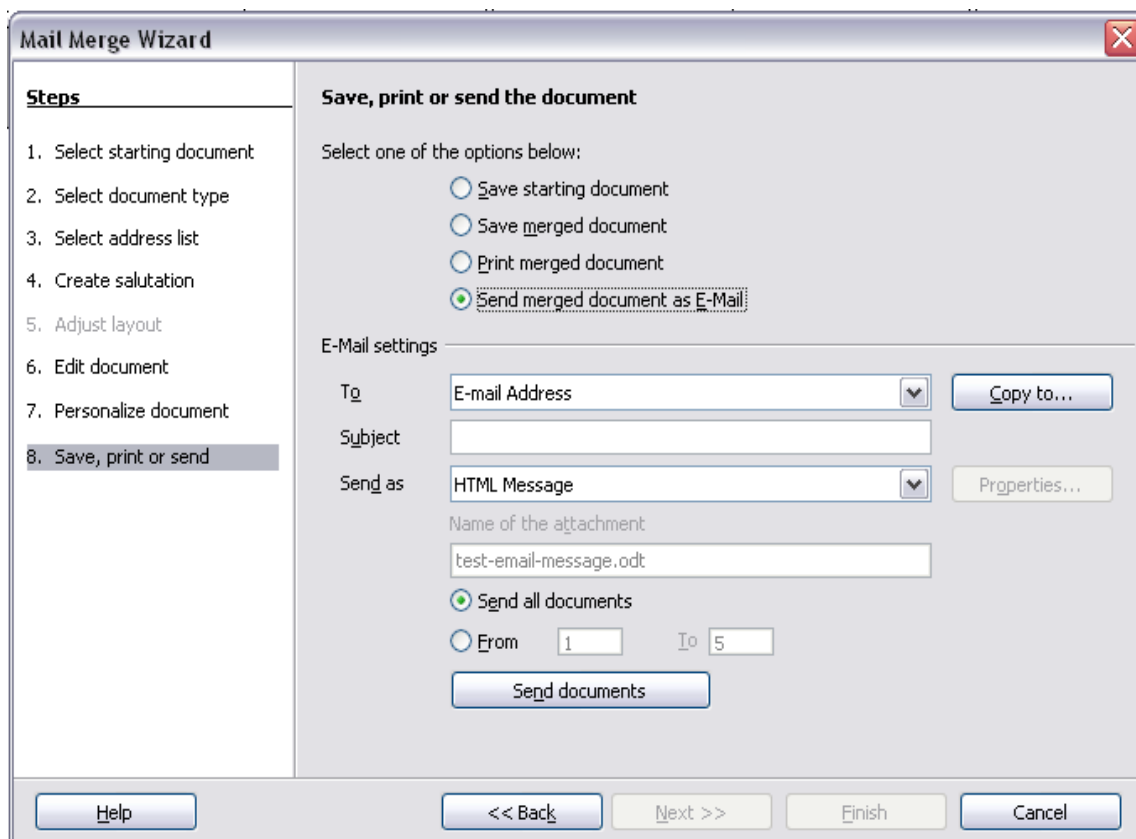 Mail Merge Wizard
Steps
1. Select starting document
2. Select document type
3. Select address list
4. Create salutation
5. Adjust layout
6. Edit document
7. Personalize document
8. Save, print or send
Save, print or send the document
Select one of the options below:
Save starting document
Save merged document
Print merged document
Send merged document as E-Mail
E-Mail settings
To E-mail Address Copy to...
Subject
Send as HTML Message Properties...
Name of the attachment
test-email-message.odt
Send all documents
From 1 To 5
Send documents
Help << Back Next >> Finish Cancel